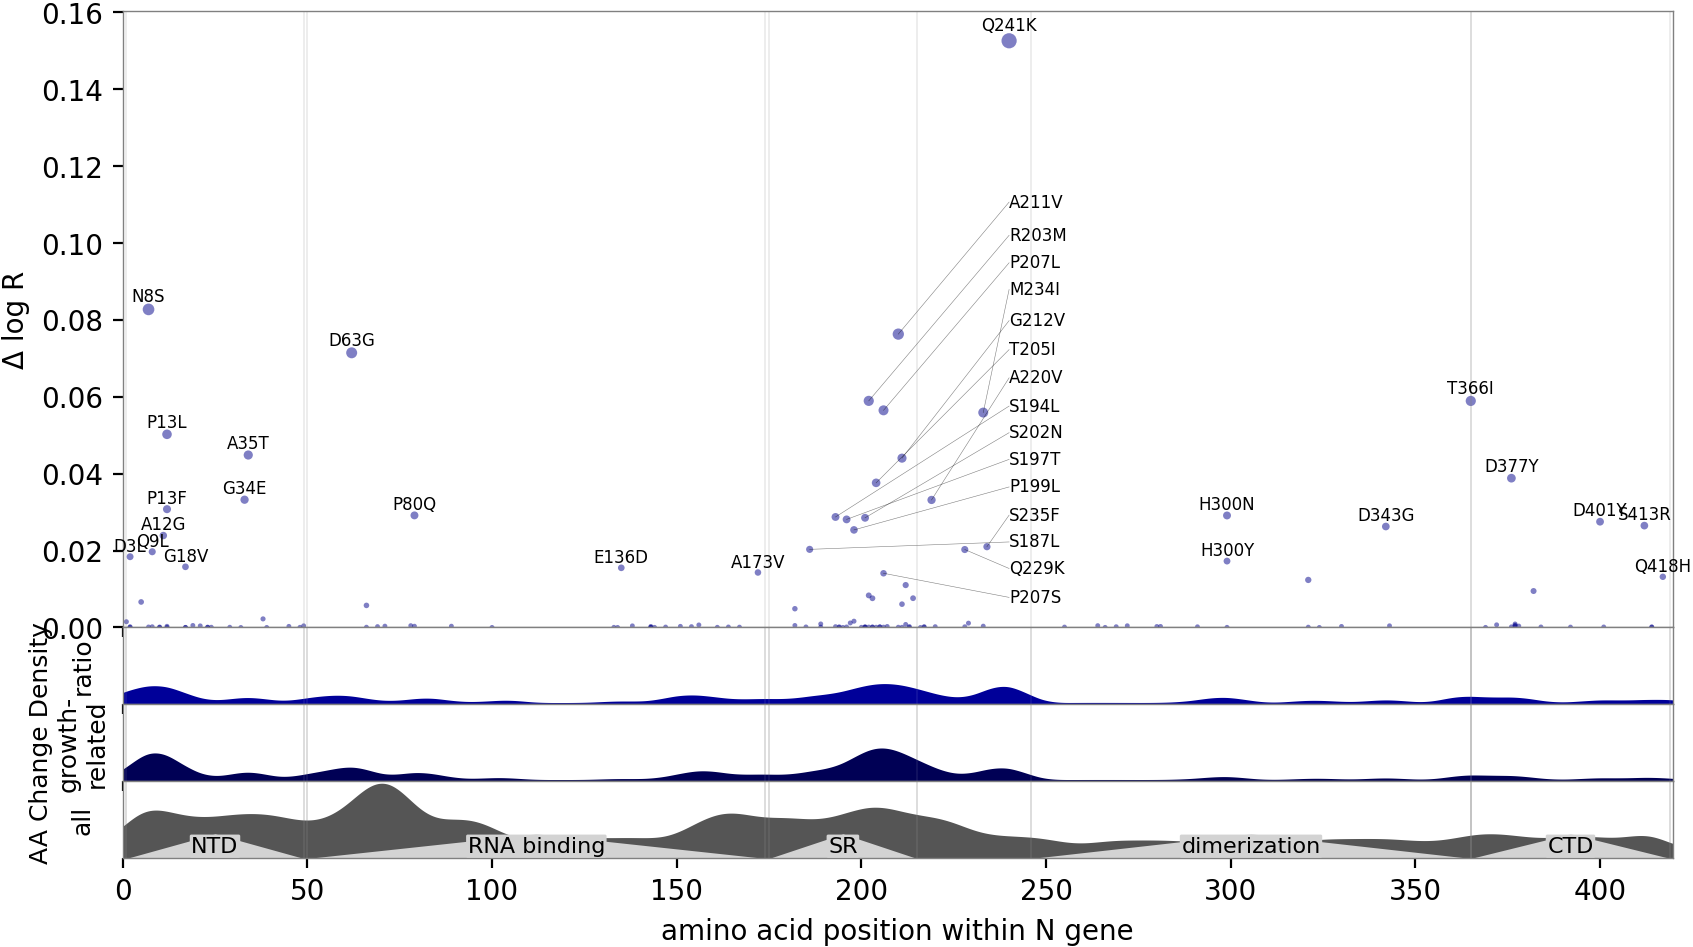 0.16
0.14
0.12
0.10
0.08
0.06
0.04
0.02
0.00
Δ log R
Q241K
N8S
D63G
P13L
A35T
P13F
G34E
P80Q
A12G
D3L
Q9L
G18V
E136D
A173V
A211V
R203M
P207L
M234I
G212V
T205I
A220V
S194L
S202N
S197T
P199L
S235F
S187L
Q229K
P207S
T366I
D377Y
H300N
D343G
D401Y
S413R
H300Y
Q418H
AA Change Density
ratio
growth-
related
all
NTD
RNA binding
SR
dimerization
CTD
0 50 100 150 200 250 300 350 400
amino acid position within N gene